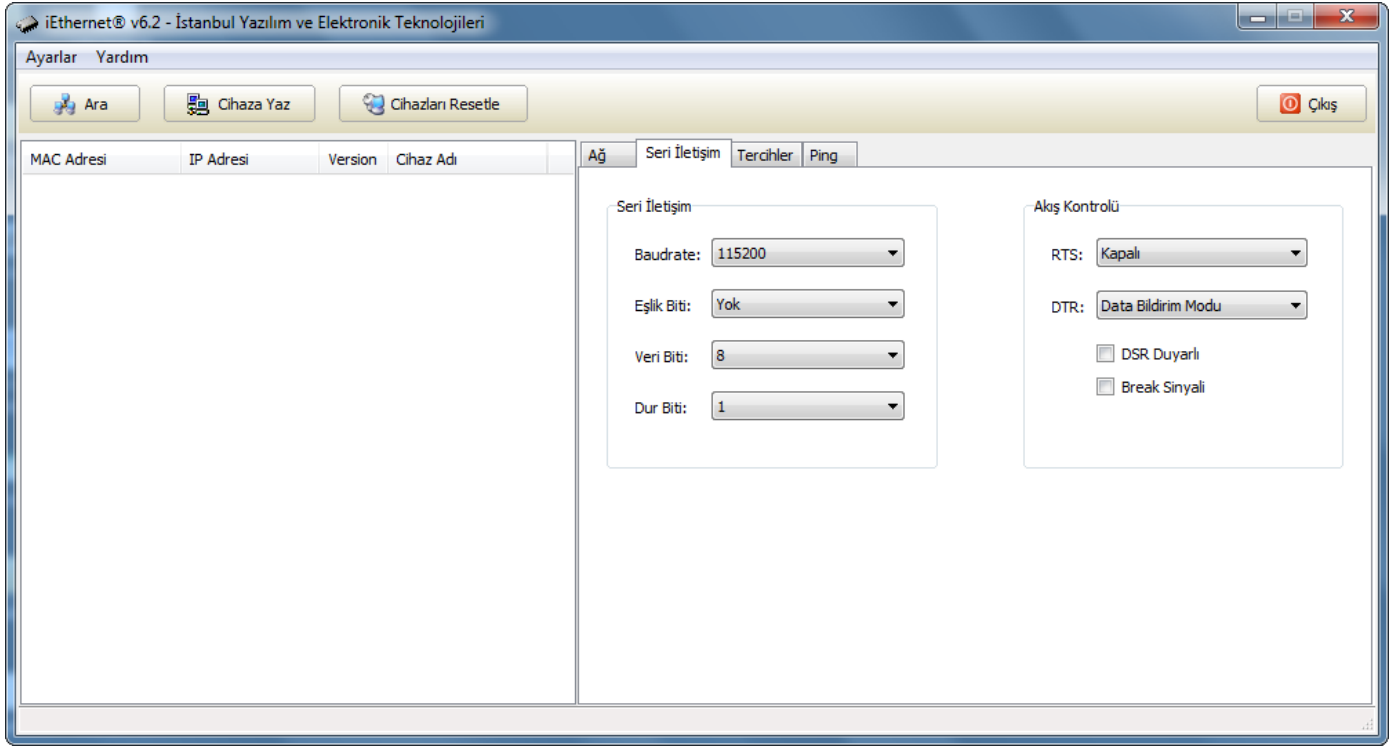 iEthernet® v6.2 - İstanbul Yazılım ve Elektronik Teknolojileri
Ayarlar Yardım
Ara Cihaza Yaz Cihazları Resetle Çıkış
MAC Adresi IP Adresi Version Cihaz Adı
Ağ Seri İletişim Tercihler Ping
Seri İletişim
Baudrate: 115200
Eşlik Biti: Yok
Veri Biti: 8
Dur Biti: 1
Akış Kontrolü
RTS: Kapalı
DTR: Data Bildirim Modu
DSR Duyarlı
Break Sinyali